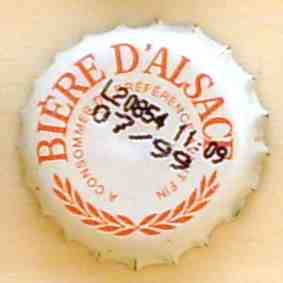 BIÈRE D'ALSACE
A CONSOMMER DE PRÉFÉRENCE AVANT FIN
L20854 11:09
07-99